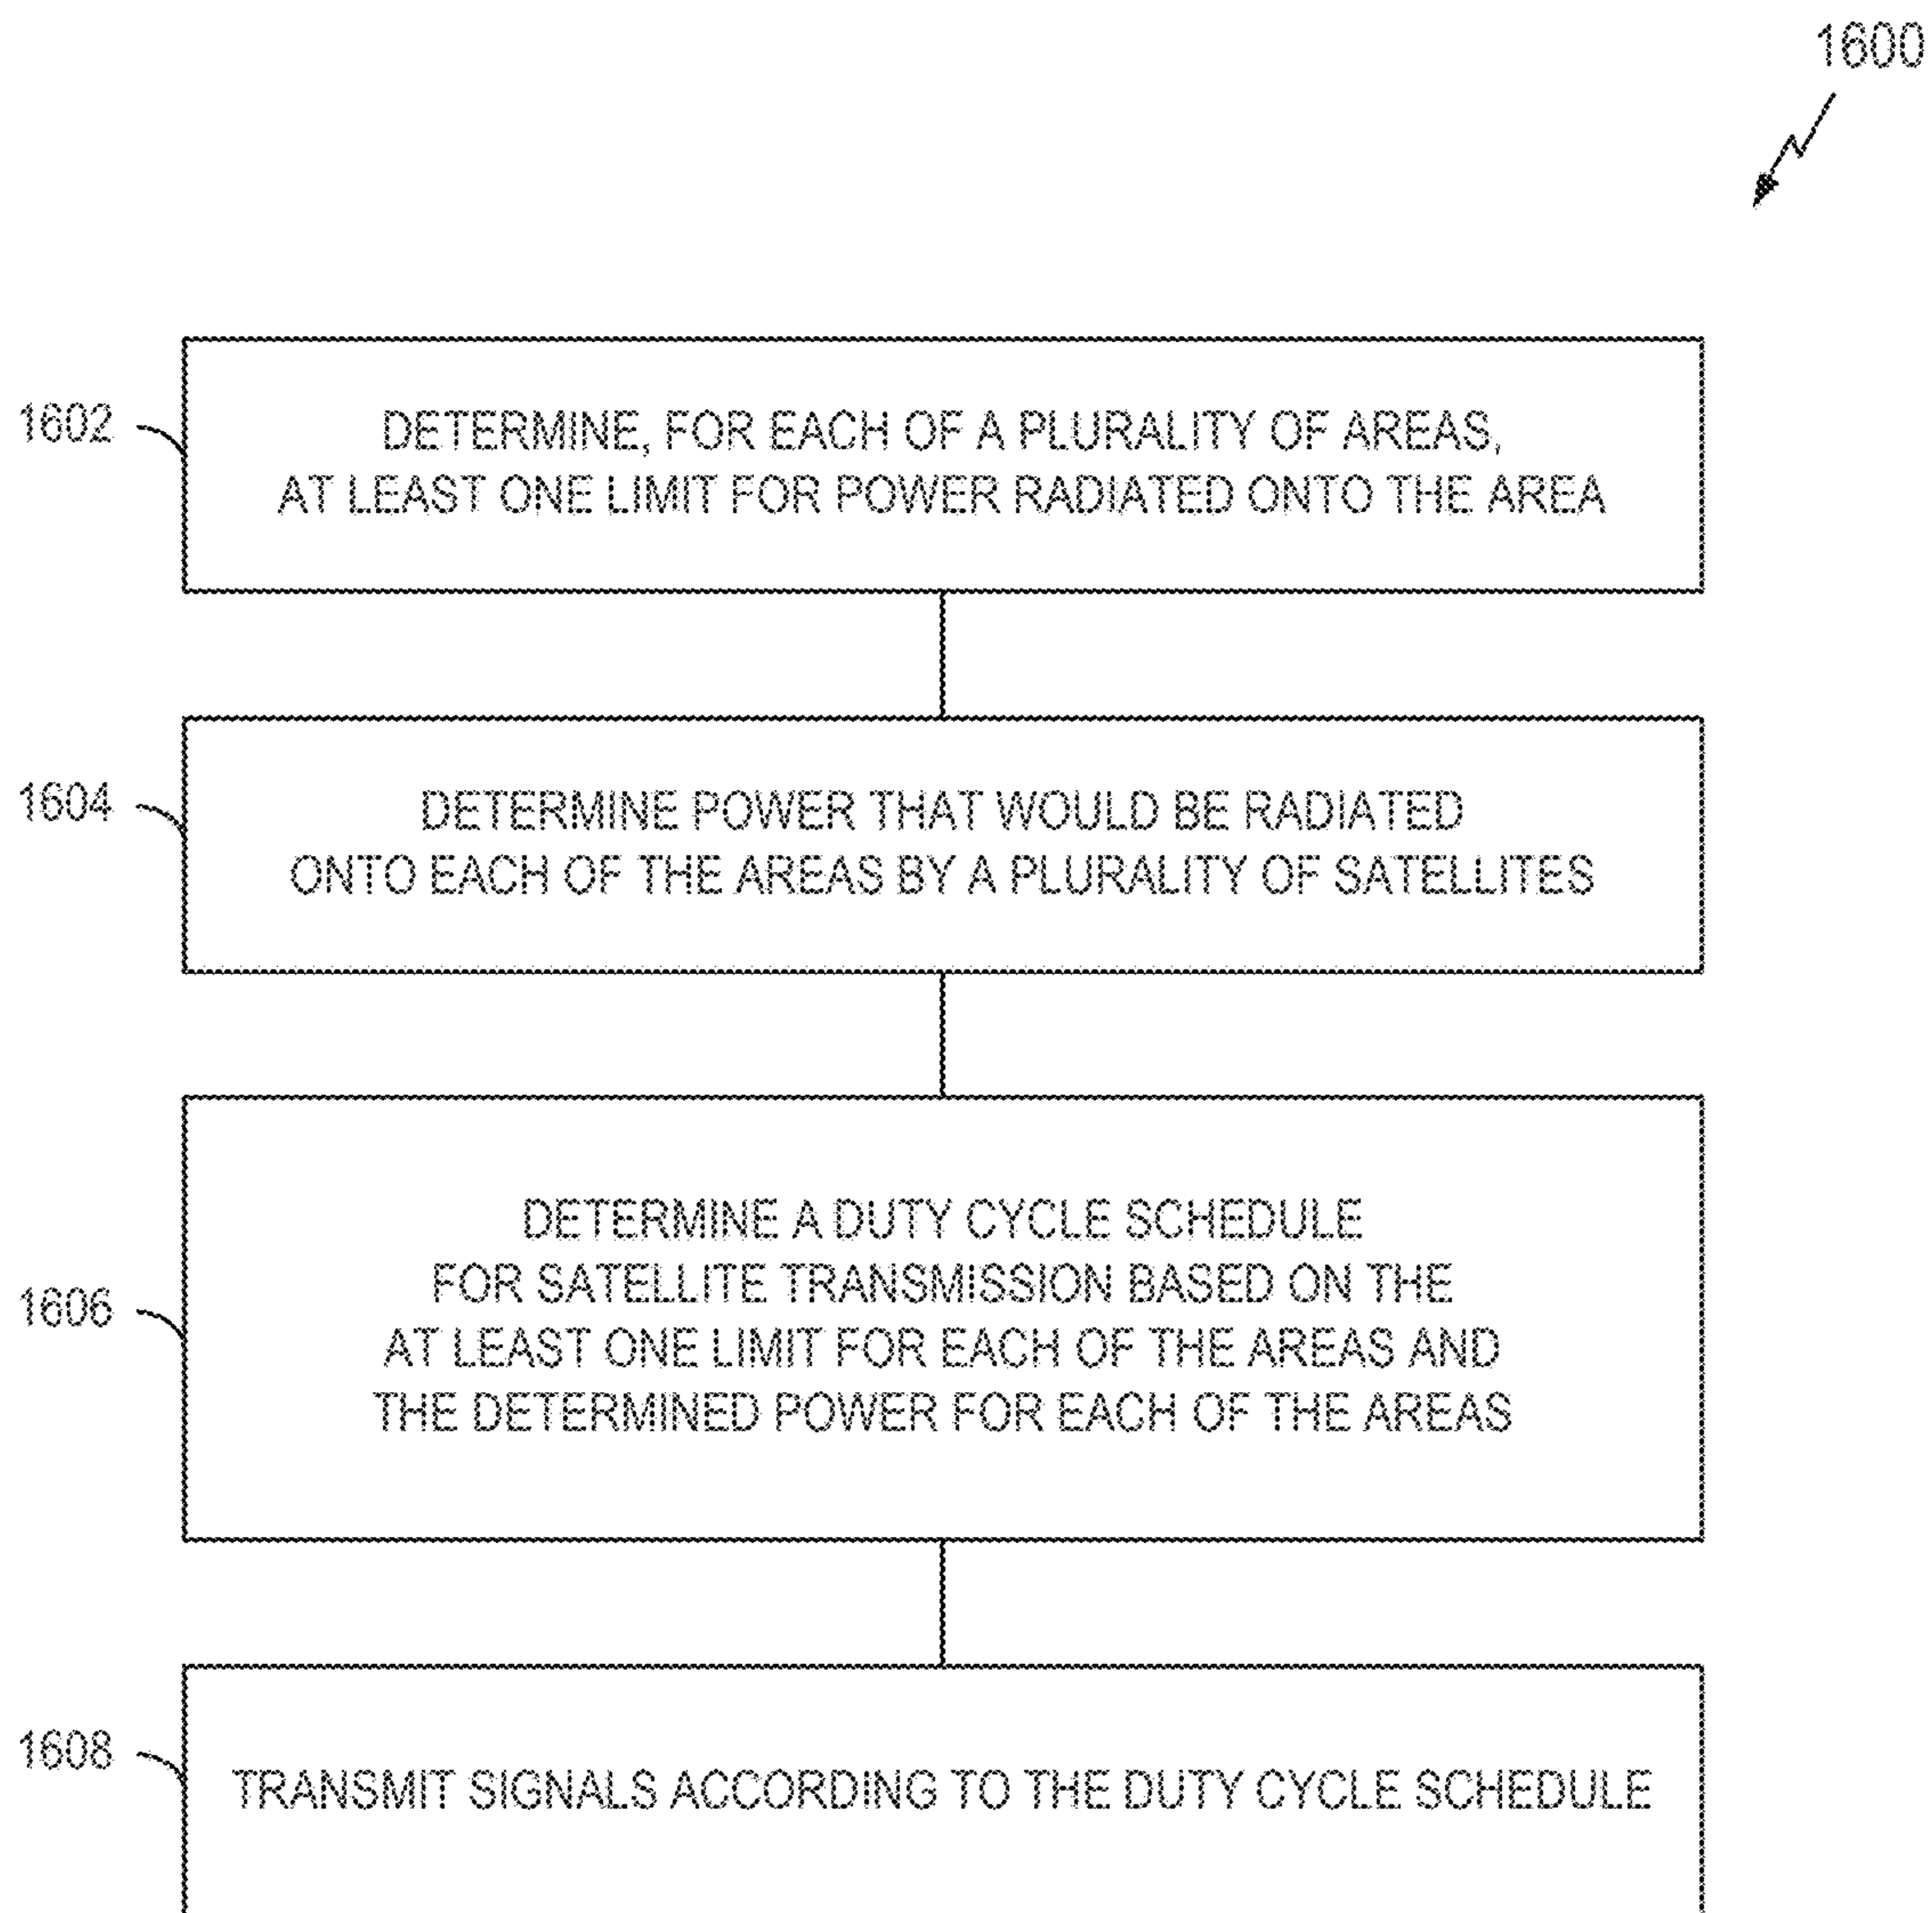 1600
1602
DETERMINE, FOR EACH OF A PLURALITY OF AREAS,
AT LEAST ONE LIMIT FOR POWER RADIATED ONTO THE AREA
1604
DETERMINE POWER THAT WOULD BE RADIATED
ONTO EACH OF THE AREAS BY A PLURALITY OF SATELLITES
1606
DETERMINE A DUTY CYCLE SCHEDULE
FOR SATELLITE TRANSMISSION BASED ON THE
AT LEAST ONE LIMIT FOR EACH OF THE AREAS AND
THE DETERMINED POWER FOR EACH OF THE AREAS
1608
TRANSMIT SIGNALS ACCORDING TO THE DUTY CYCLE SCHEDULE